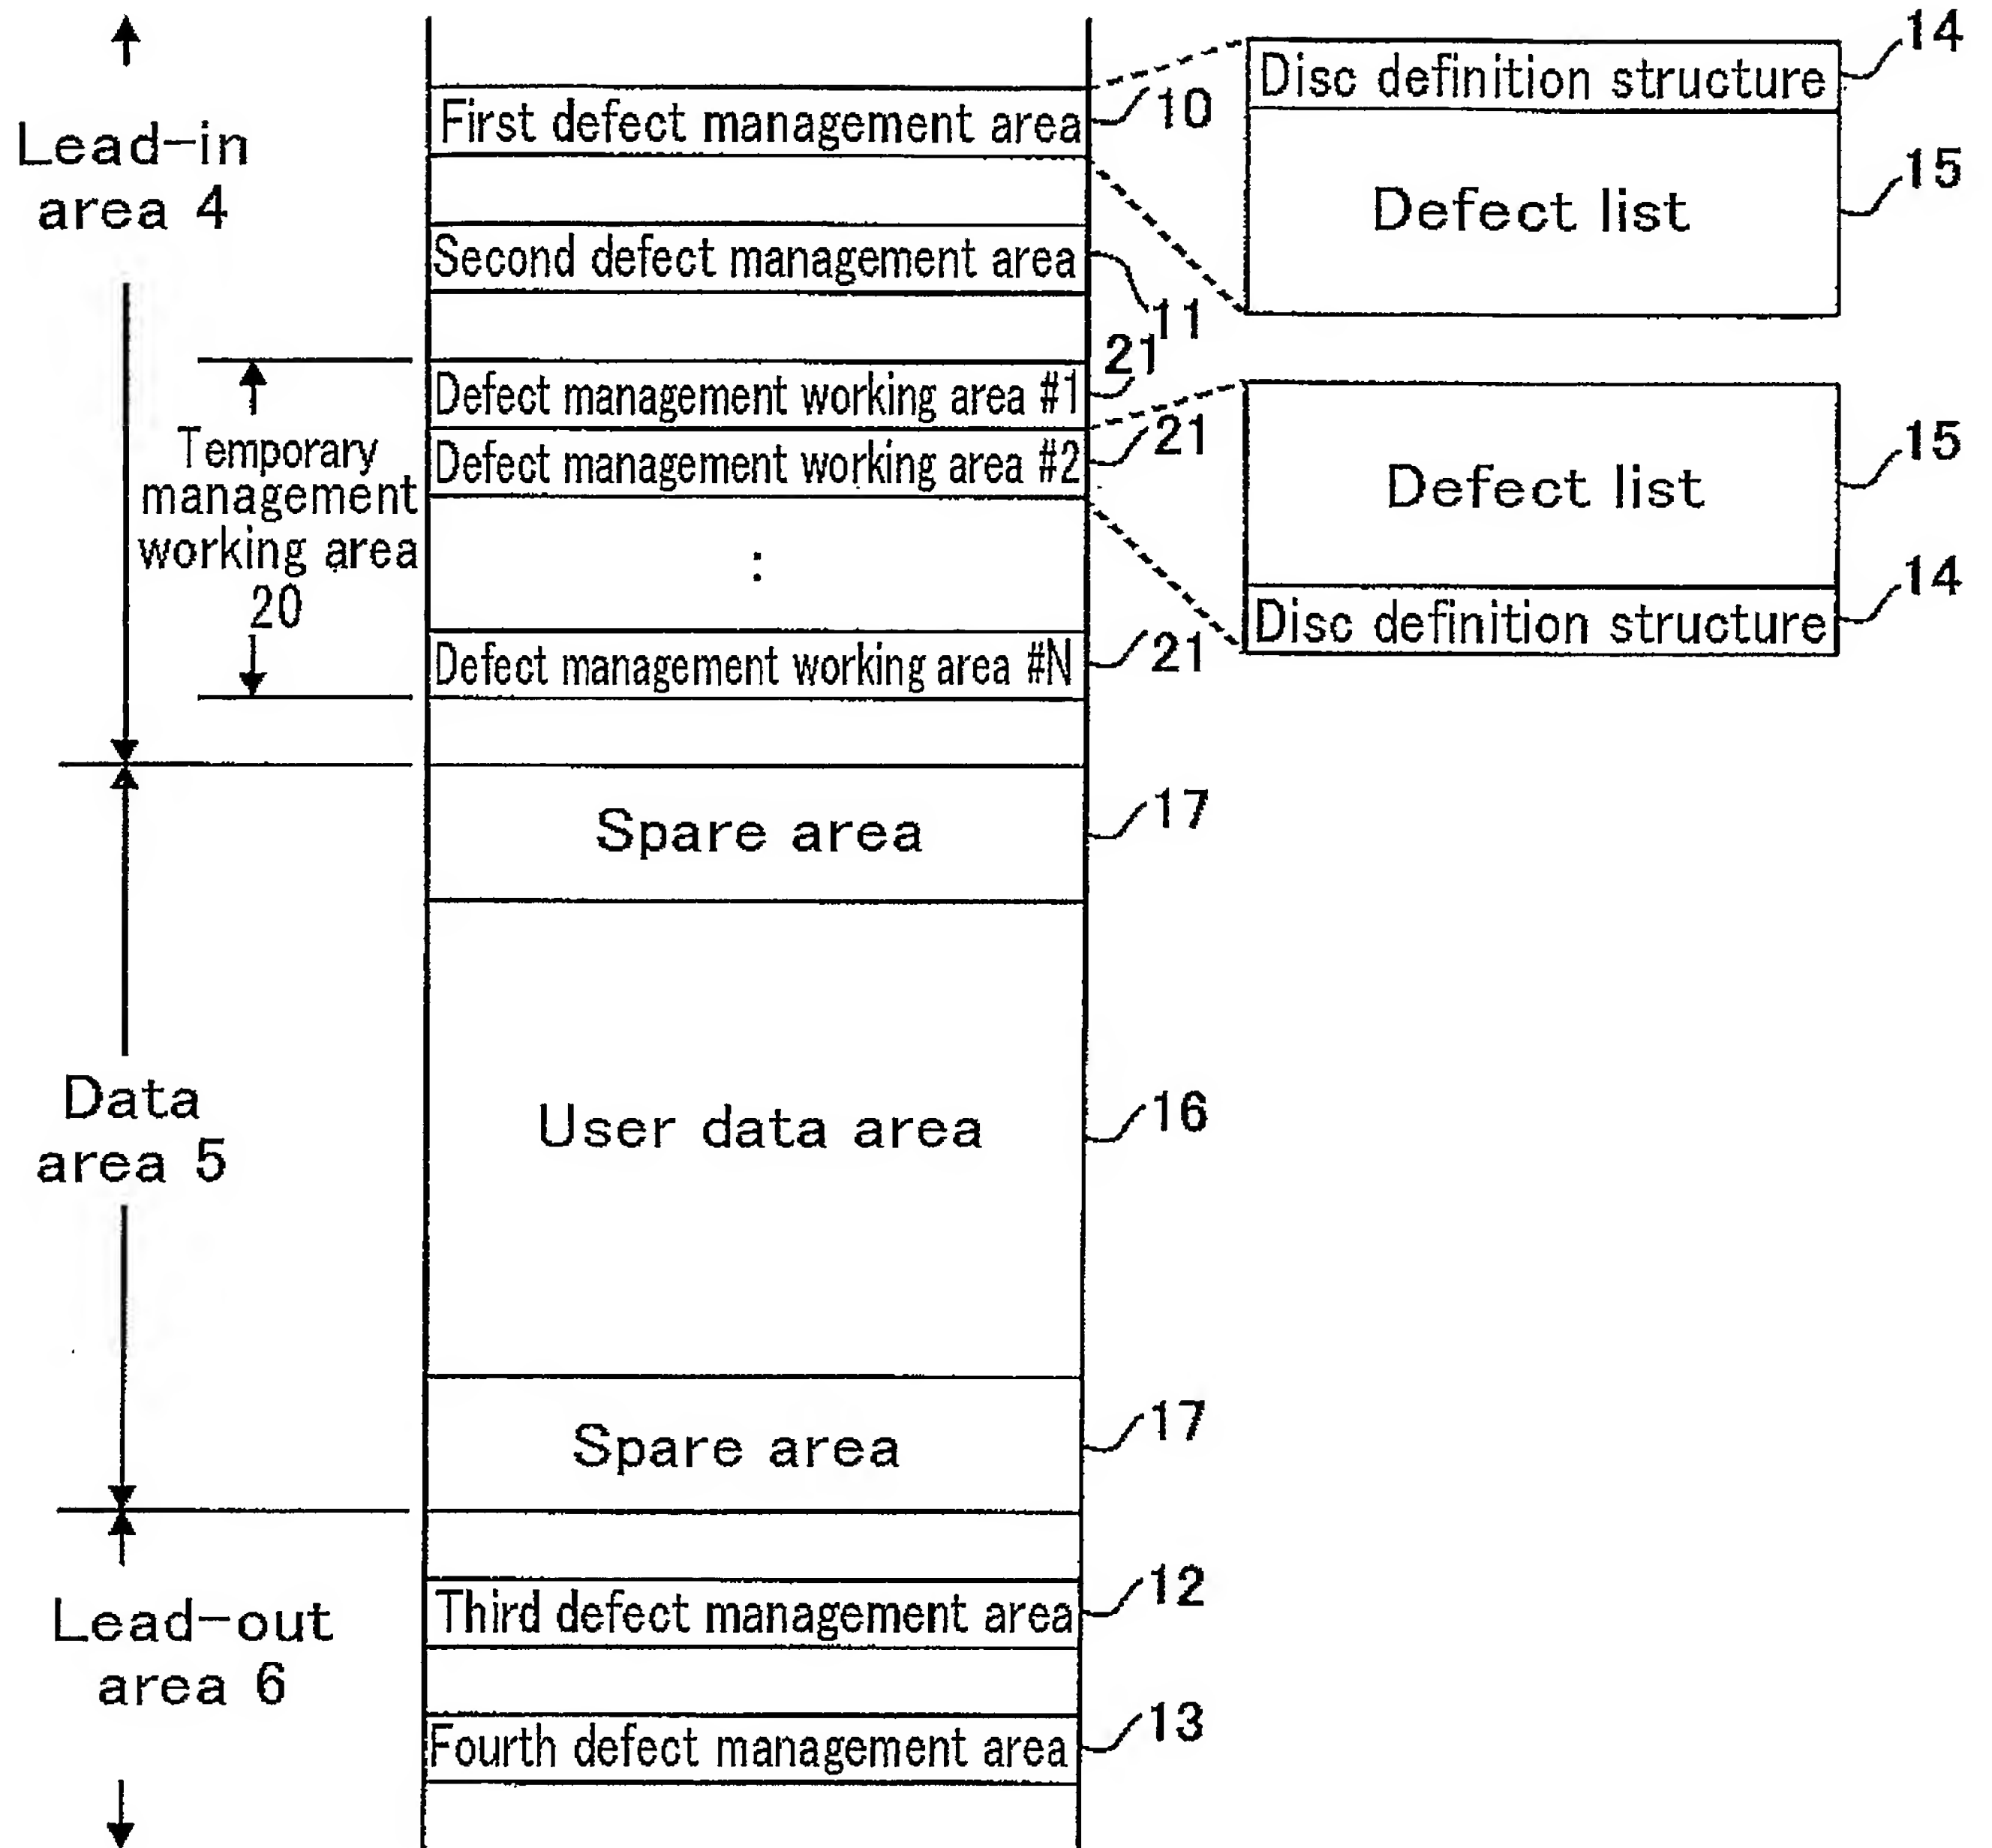 Lead-in
area 4
First defect management area
10
Disc definition structure
14
Defect list
15
Second defect management area
11
Temporary
management
working area
20
Defect management working area #1
21
Defect management working area #2
21
:
Defect management working area #N
21
Defect list
15
Disc definition structure
14
Data
area 5
Spare area
17
User data area
16
Spare area
17
Lead-out
area 6
Third defect management area
12
Fourth defect management area
13